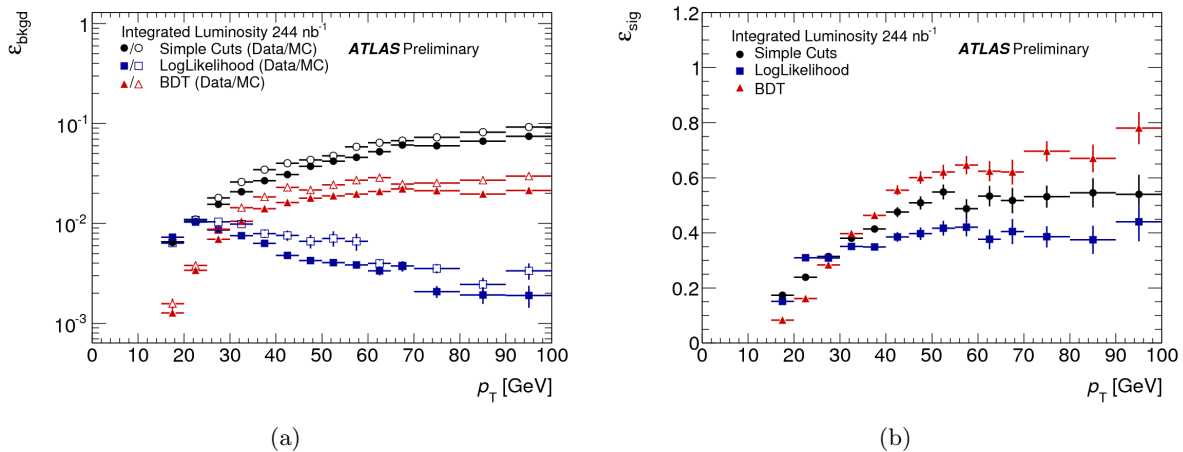 ε_bkgd
1
10⁻¹
10⁻²
10⁻³
Integrated Luminosity 244 nb⁻¹
●/○ Simple Cuts (Data/MC)
■/□ LogLikelihood (Data/MC)
▲/△ BDT (Data/MC)
ATLAS Preliminary
0 10 20 30 40 50 60 70 80 90 100
p_T [GeV]
(a)
ε_sig
1.2
1
0.8
0.6
0.4
0.2
0
Integrated Luminosity 244 nb⁻¹
Simple Cuts
LogLikelihood
BDT
ATLAS Preliminary
0 10 20 30 40 50 60 70 80 90 100
p_T [GeV]
(b)